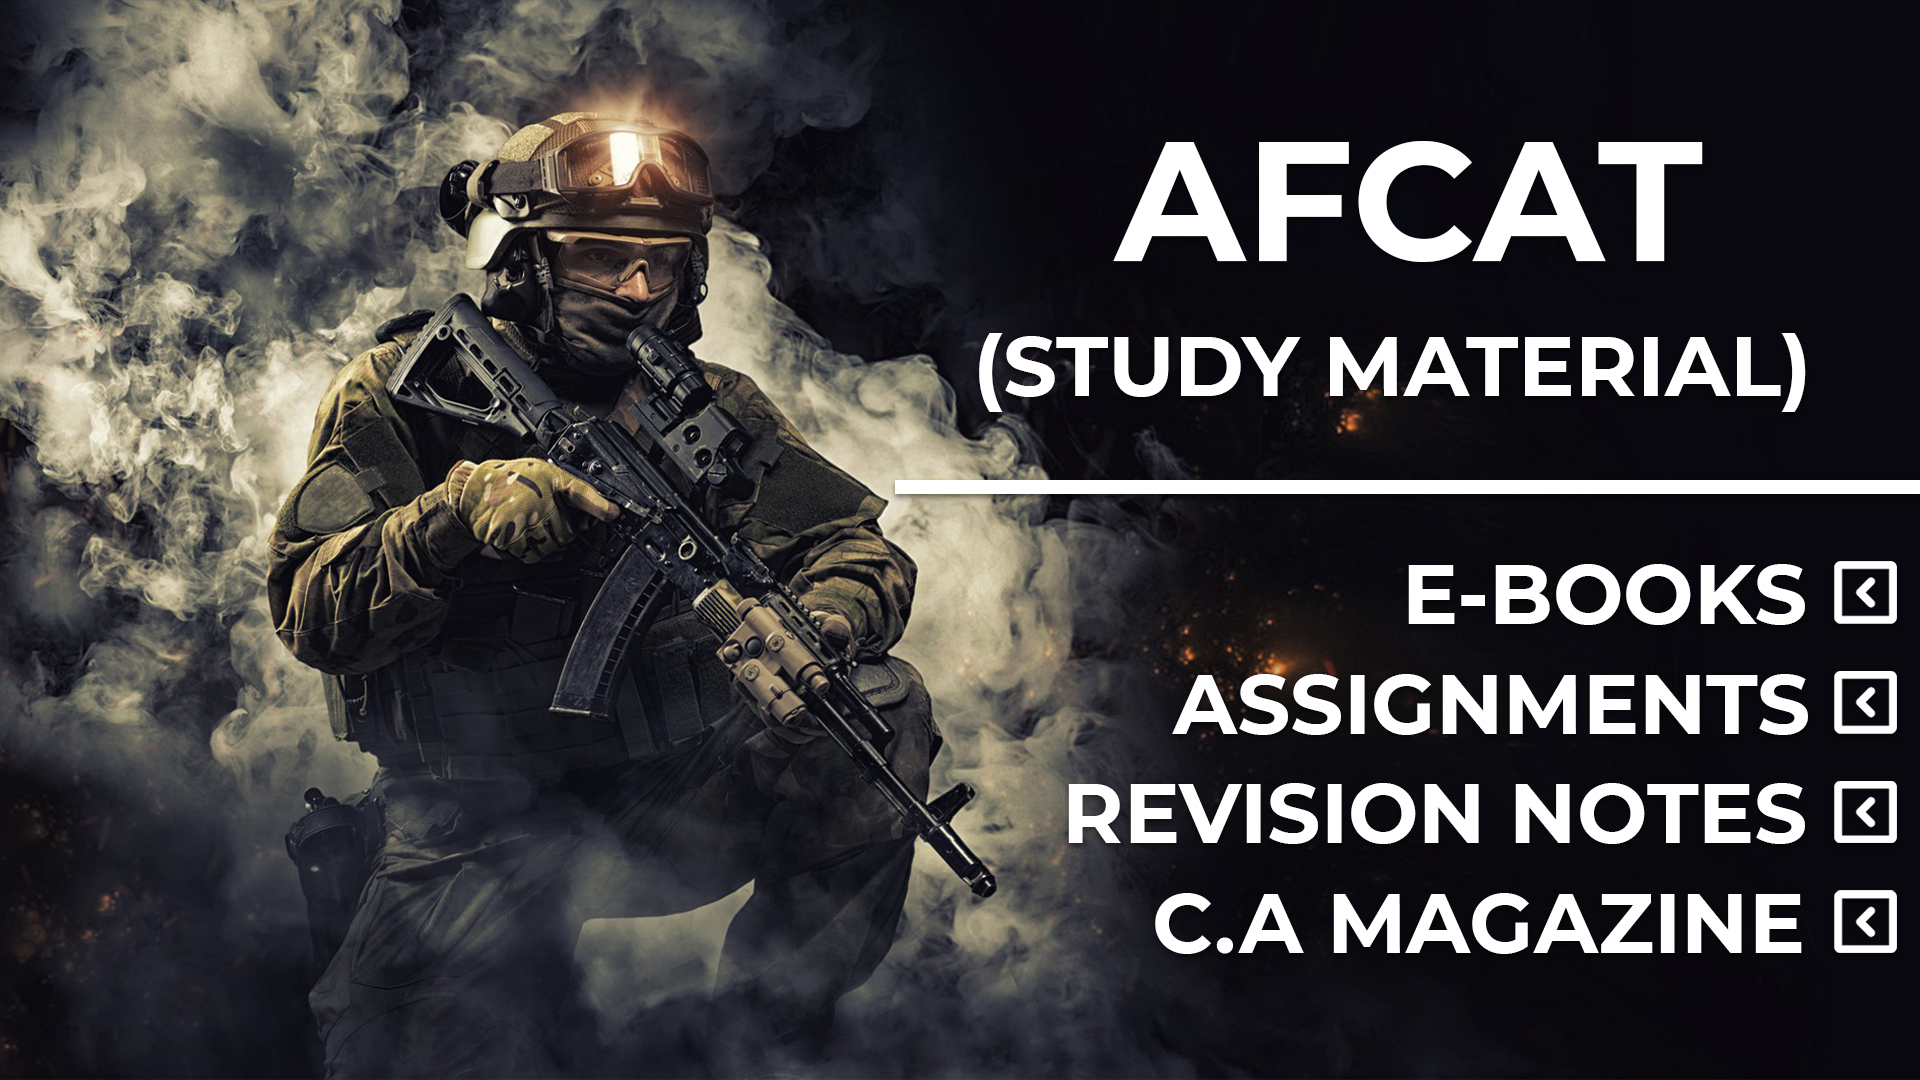 AFCAT
(STUDY MATERIAL)
E-BOOKS
ASSIGNMENTS
REVISION NOTES
C.A MAGAZINE